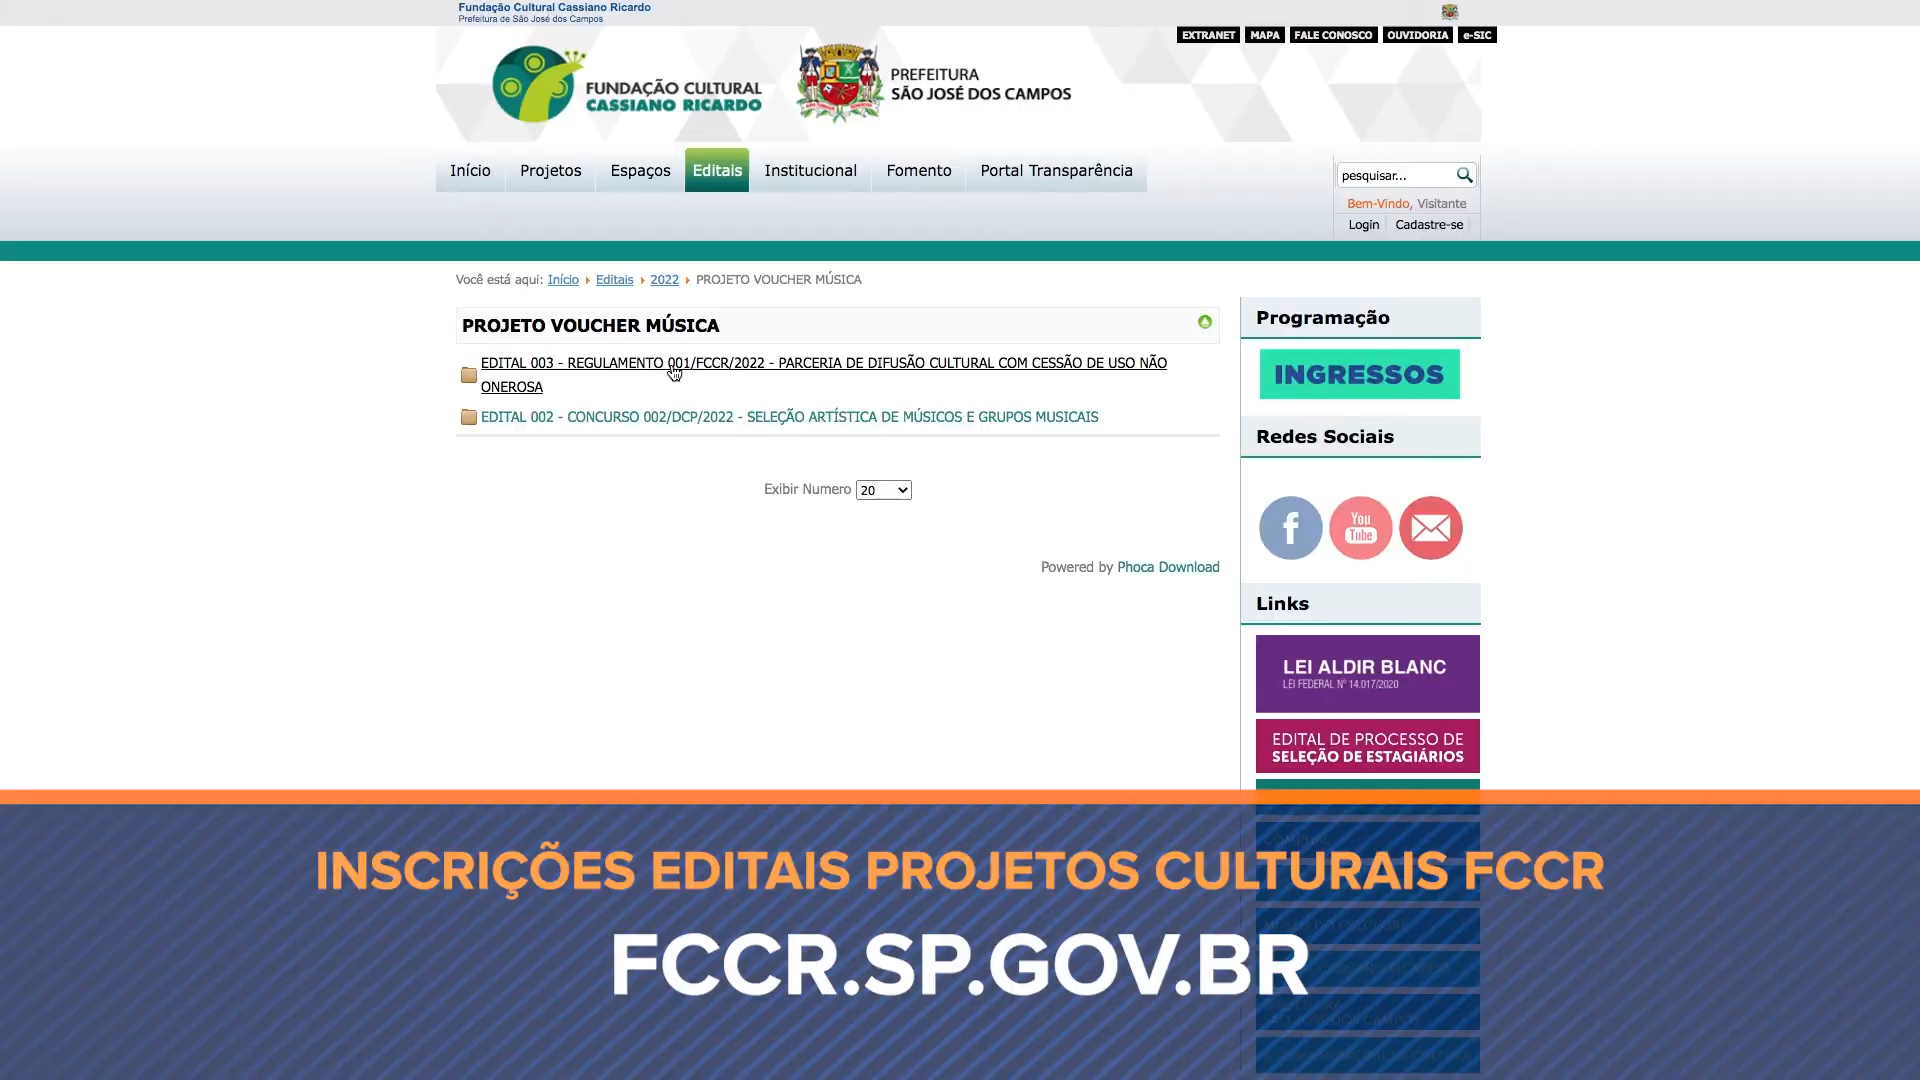 Fundação Cultural Cassiano Ricardo
Prefeitura de São José dos Campos
EXTRANET MAPA FALE CONOSCO OUVIDORIA e-SIC
FUNDAÇÃO CULTURAL
CASSIANO RICARDO
PREFEITURA
SÃO JOSÉ DOS CAMPOS
Início Projetos Espaços Editais Institucional Fomento Portal Transparência
pesquisar...
Bem-Vindo, Visitante
Login Cadastre-se
Você está aqui: Início Editais 2022 PROJETO VOUCHER MÚSICA
PROJETO VOUCHER MÚSICA
EDITAL 003 - REGULAMENTO 001/FCCR/2022 - PARCERIA DE DIFUSÃO CULTURAL COM CESSÃO DE USO NÃO
ONEROSA
EDITAL 002 - CONCURSO 002/DCP/2022 - SELEÇÃO ARTÍSTICA DE MÚSICOS E GRUPOS MUSICAIS
Exibir Numero 20
Powered by Phoca Download
Programação
INGRESSOS
Redes Sociais
f
You
Tube
Links
LEI ALDIR BLANC
LEI FEDERAL Nº 14.017/2020
EDITAL DE PROCESSO DE
SELEÇÃO DE ESTAGIÁRIOS
INSCRIÇÕES EDITAIS PROJETOS CULTURAIS FCCR
FCCR.SP.GOV.BR